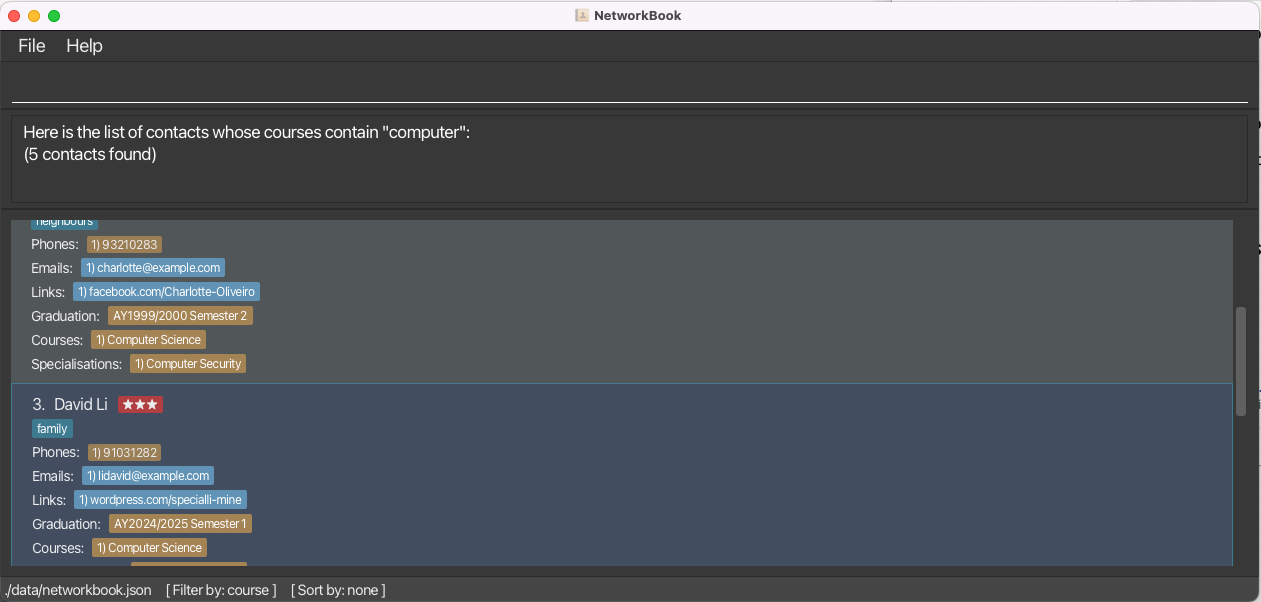 NetworkBook
File Help
Here is the list of contacts whose courses contain "computer":
(5 contacts found)
neighbours
Phones: 1) 93210283
Emails: 1) charlotte@example.com
Links: 1) facebook.com/Charlotte-Oliveiro
Graduation: AY1999/2000 Semester 2
Courses: 1) Computer Science
Specialisations: 1) Computer Security
3. David Li ★★★
family
Phones: 1) 91031282
Emails: 1) lidavid@example.com
Links: 1) wordpress.com/specialli-mine
Graduation: AY2024/2025 Semester 1
Courses: 1) Computer Science
./data/networkbook.json [ Filter by: course ] [ Sort by: none ]